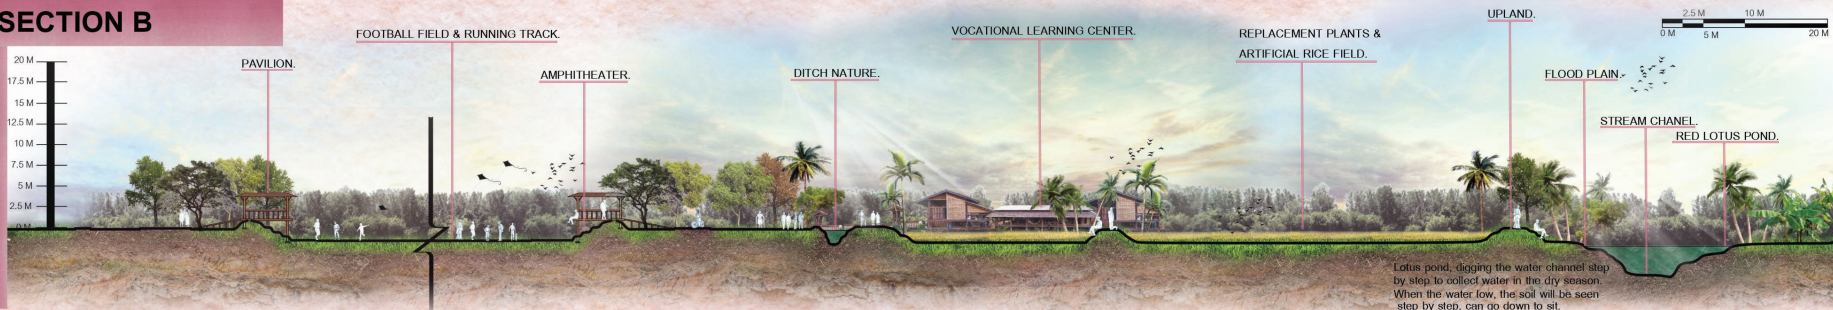 SECTION B
20 M
17.5 M
15 M
12.5 M
10 M
7.5 M
5 M
2.5 M
0 M
PAVILION.
FOOTBALL FIELD & RUNNING TRACK.
AMPHITHEATER.
DITCH NATURE.
VOCATIONAL LEARNING CENTER.
REPLACEMENT PLANTS &
ARTIFICIAL RICE FIELD.
UPLAND.
FLOOD PLAIN.
STREAM CHANEL.
RED LOTUS POND.
2.5 M 10 M
0 M 5 M 20 M
Lotus pond, digging the water channel step
by step to collect water in the dry season.
When the water low, the soil will be seen
step by step, can go down to sit.